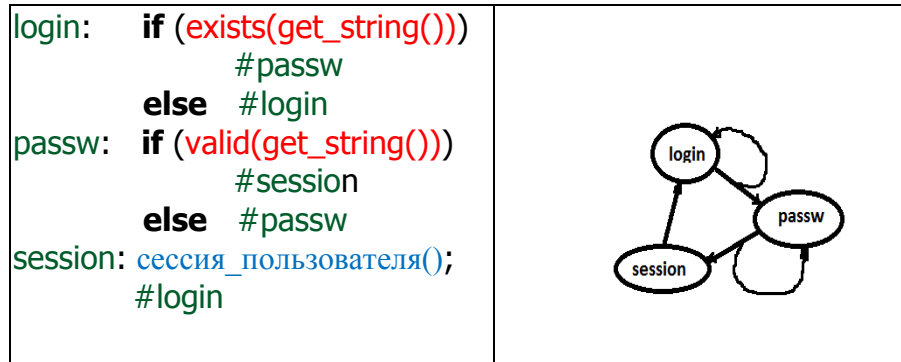 login: if (exists(get_string()))
#passw
else #login
passw: if (valid(get_string()))
#session
else #passw
session: сессия_пользователя();
#login
login
passw
session